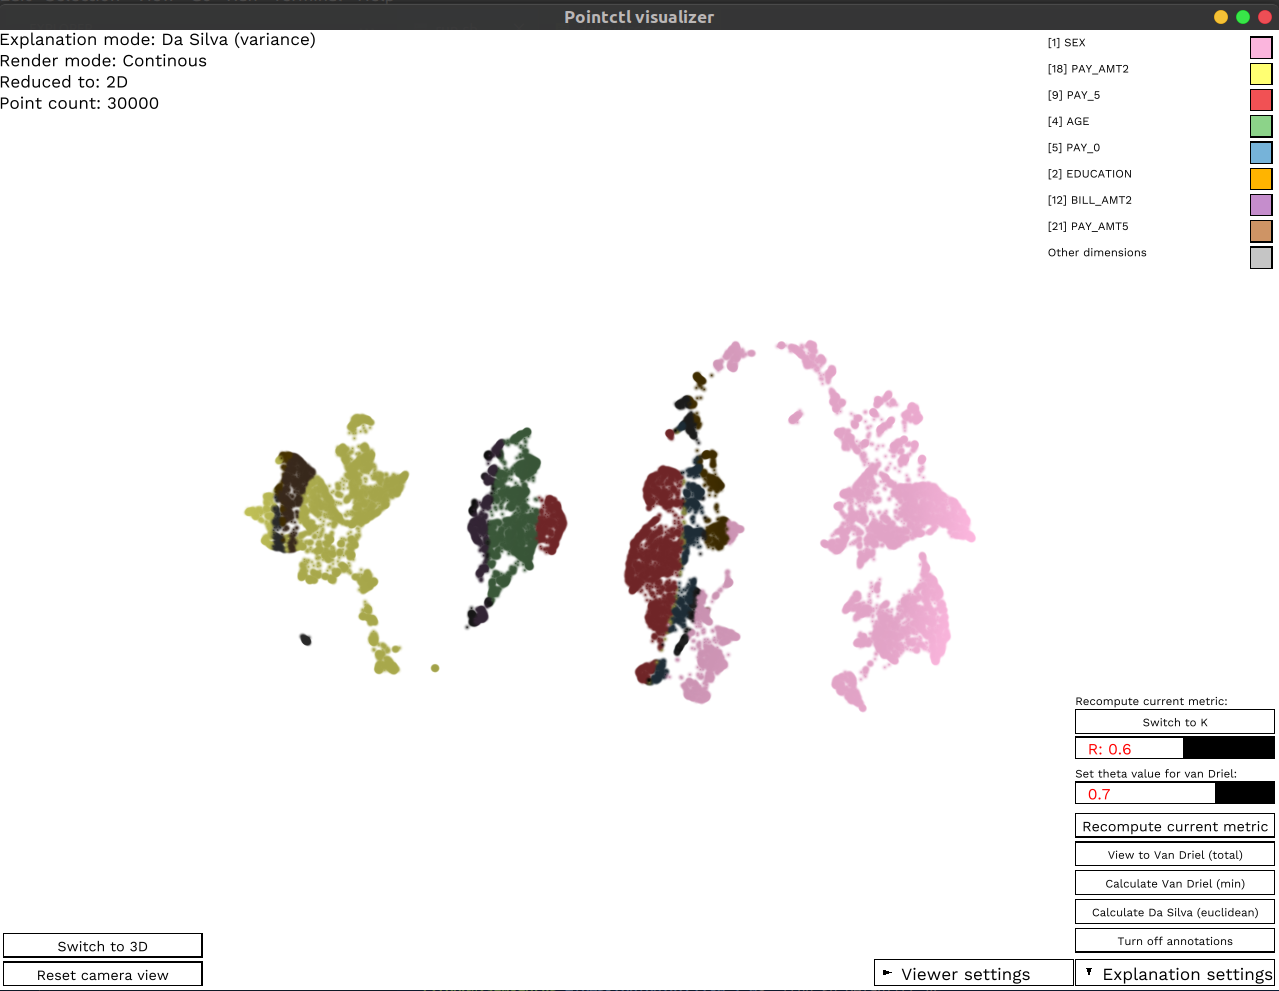 Pointctl visualizer
Explanation mode: Da Silva (variance)
Render mode: Continous
Reduced to: 2D
Point count: 30000
[1] SEX
[18] PAY_AMT2
[9] PAY_5
[4] AGE
[5] PAY_0
[2] EDUCATION
[12] BILL_AMT2
[21] PAY_AMT5
Other dimensions
Recompute current metric:
Switch to K
R: 0.6
Set theta value for van Driel:
0.7
Recompute current metric
View to Van Driel (total)
Calculate Van Driel (min)
Calculate Da Silva (euclidean)
Turn off annotations
Switch to 3D
Reset camera view
Viewer settings
Explanation settings